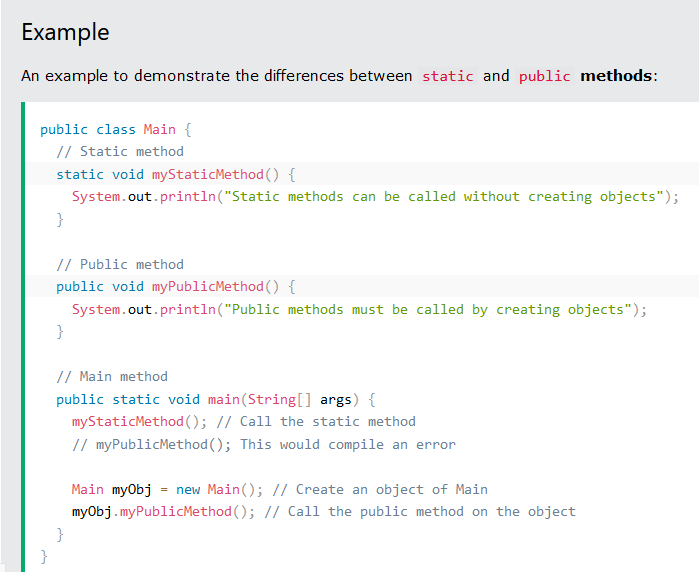 Example
An example to demonstrate the differences between static and public methods:
public class Main {
  // Static method
  static void myStaticMethod() {
    System.out.println("Static methods can be called without creating objects");
  }

  // Public method
  public void myPublicMethod() {
    System.out.println("Public methods must be called by creating objects");
  }

  // Main method
  public static void main(String[] args) {
    myStaticMethod(); // Call the static method
    // myPublicMethod(); This would compile an error

    Main myObj = new Main(); // Create an object of Main
    myObj.myPublicMethod(); // Call the public method on the object
  }
}